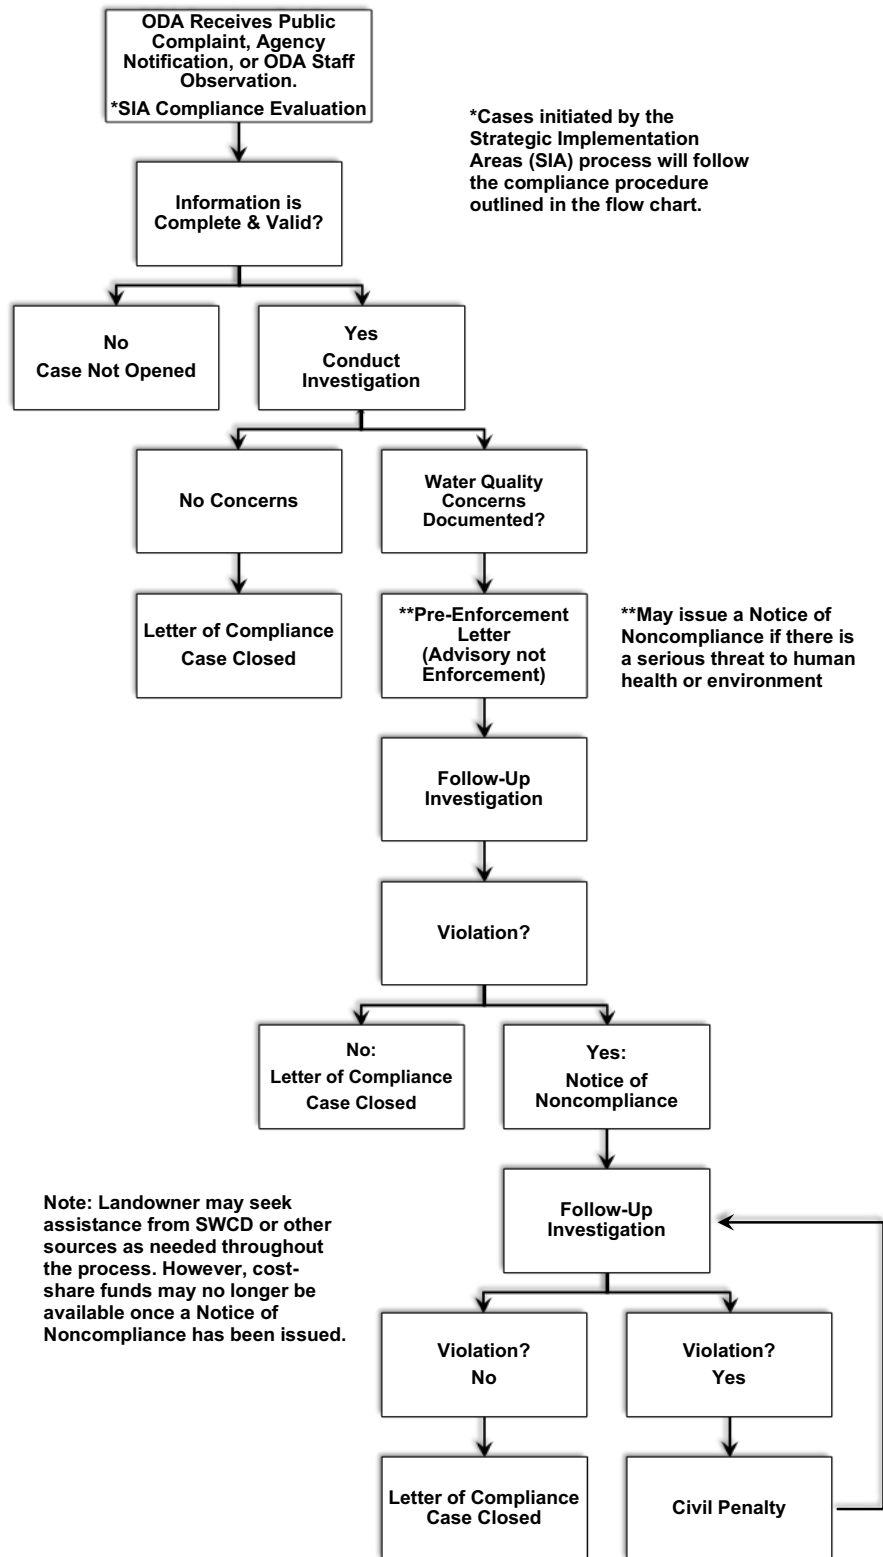 ODA Receives Public
Complaint, Agency
Notification, or ODA Staff
Observation.
*SIA Compliance Evaluation
*Cases initiated by the
Strategic Implementation
Areas (SIA) process will follow
the compliance procedure
outlined in the flow chart.
Information is
Complete & Valid?
No
Case Not Opened
Yes
Conduct
Investigation
No Concerns
Water Quality
Concerns
Documented?
Letter of Compliance
Case Closed
**Pre-Enforcement
Letter
(Advisory not
Enforcement)
**May issue a Notice of
Noncompliance if there is
a serious threat to human
health or environment
Follow-Up
Investigation
Violation?
No:
Letter of Compliance
Case Closed
Yes:
Notice of
Noncompliance
Note: Landowner may seek
assistance from SWCD or other
sources as needed throughout
the process. However, cost-
share funds may no longer be
available once a Notice of
Noncompliance has been issued.
Follow-Up
Investigation
Violation?
No
Violation?
Yes
Letter of Compliance
Case Closed
Civil Penalty